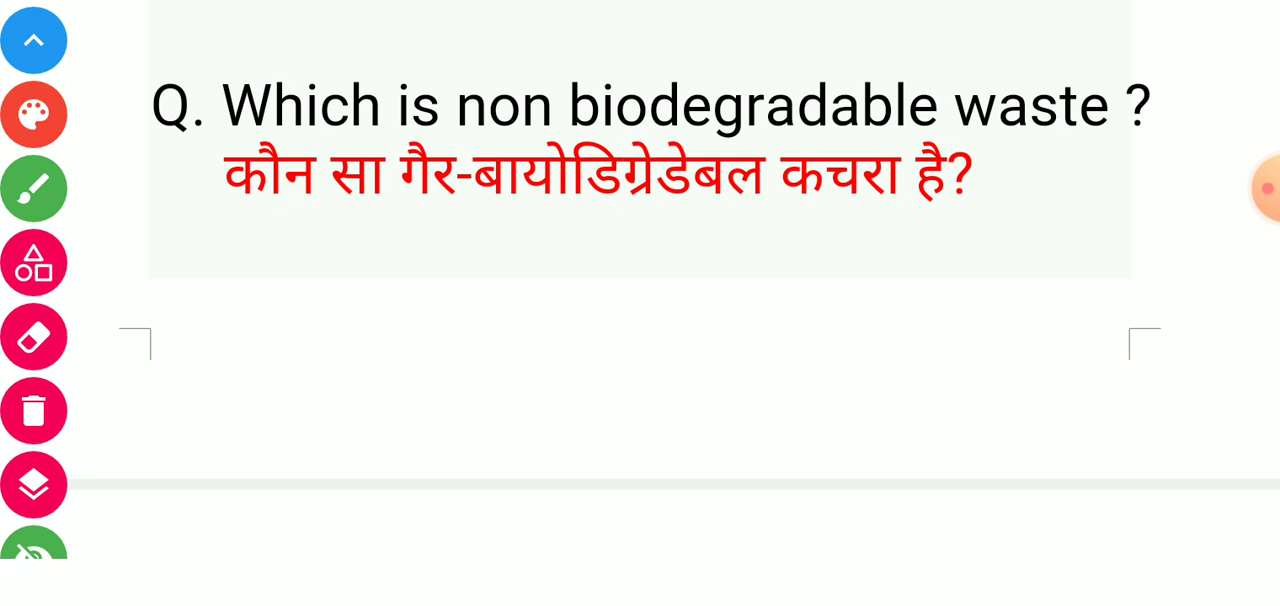 Q. Which is non biodegradable waste ?
कौन सा गैर-बायोडिग्रेडेबल कचरा है?